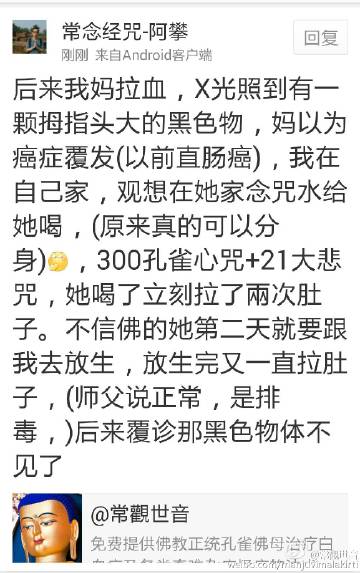 常念经咒-阿攀
回复
刚刚 来自Android客户端
后来我妈拉血，X光照到有一
颗拇指头大的黑色物，妈以为
癌症覆发(以前直肠癌)，我在
自己家，观想在她家念咒水给
她喝，(原来真的可以分
身)，300孔雀心咒+21大悲
咒，她喝了立刻拉了兩次肚
子。不信佛的她第二天就要跟
我去放生，放生完又一直拉肚
子，(师父说正常，是排
毒，)后来覆诊那黑色物体不
见了
@常觀世音
免费提供佛教正统孔雀佛母治疗白